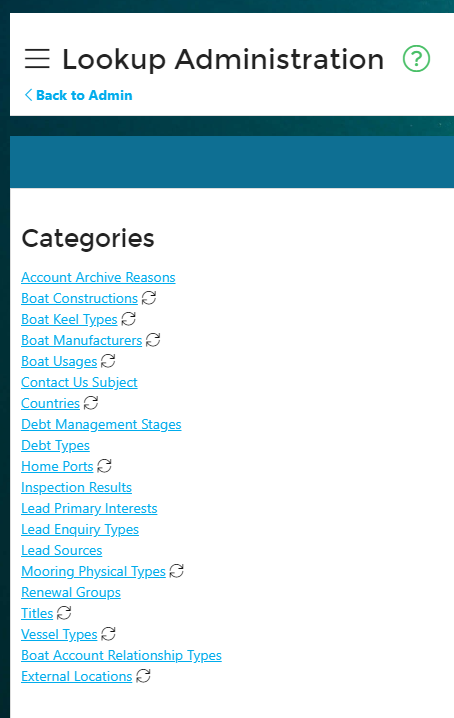 Lookup Administration
Back to Admin
Categories
Account Archive Reasons
Boat Constructions
Boat Keel Types
Boat Manufacturers
Boat Usages
Contact Us Subject
Countries
Debt Management Stages
Debt Types
Home Ports
Inspection Results
Lead Primary Interests
Lead Enquiry Types
Lead Sources
Mooring Physical Types
Renewal Groups
Titles
Vessel Types
Boat Account Relationship Types
External Locations